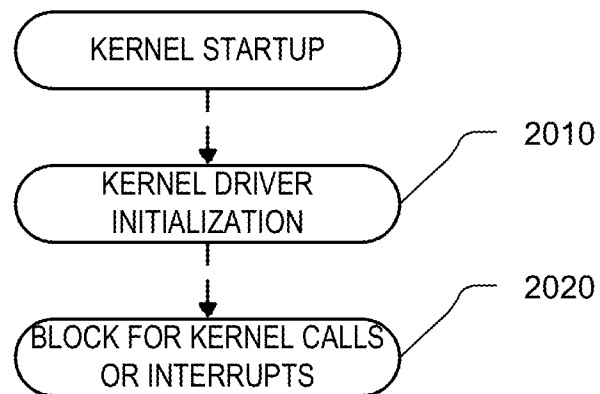 KERNEL STARTUP
2010
KERNEL DRIVER
INITIALIZATION
2020
BLOCK FOR KERNEL CALLS
OR INTERRUPTS